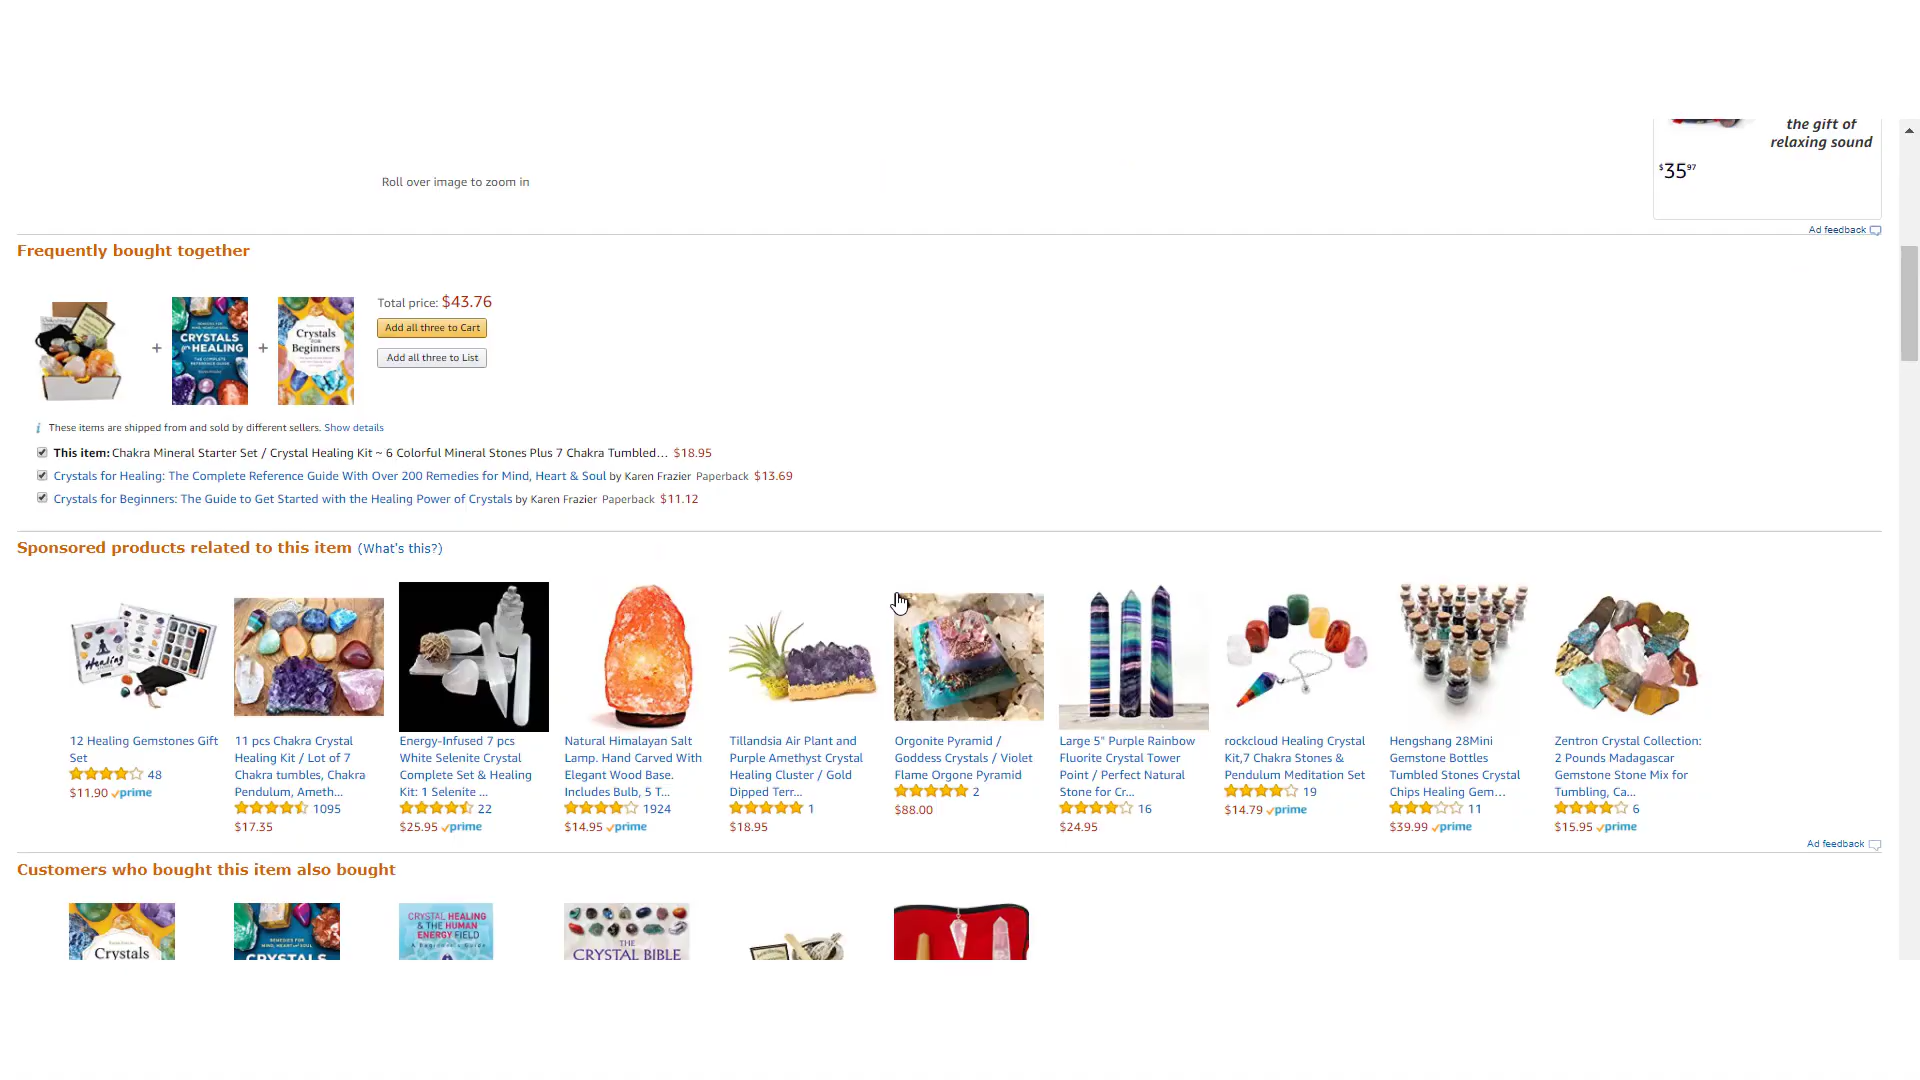 the gift of
relaxing sound
$3597
Roll over image to zoom in
Ad feedback
Frequently bought together
CRYSTALS
for HEALING
Crystals
for
Beginners
+
+
Total price: $43.76
Add all three to Cart
Add all three to List
i These items are shipped from and sold by different sellers. Show details
This item: Chakra Mineral Starter Set / Crystal Healing Kit ~ 6 Colorful Mineral Stones Plus 7 Chakra Tumbled... $18.95
Crystals for Healing: The Complete Reference Guide With Over 200 Remedies for Mind, Heart & Soul by Karen Frazier Paperback $13.69
Crystals for Beginners: The Guide to Get Started with the Healing Power of Crystals by Karen Frazier Paperback $11.12
Sponsored products related to this item (What's this?)
Healing
12 Healing Gemstones Gift
Set
48
$11.90 prime
11 pcs Chakra Crystal
Healing Kit / Lot of 7
Chakra tumbles, Chakra
Pendulum, Ameth...
1095
$17.35
Energy-Infused 7 pcs
White Selenite Crystal
Complete Set & Healing
Kit: 1 Selenite ...
22
$25.95 prime
Natural Himalayan Salt
Lamp. Hand Carved With
Elegant Wood Base.
Includes Bulb, 5 T...
1924
$14.95 prime
Tillandsia Air Plant and
Purple Amethyst Crystal
Healing Cluster / Gold
Dipped Terr...
1
$18.95
Orgonite Pyramid /
Goddess Crystals / Violet
Flame Orgone Pyramid
2
$88.00
Large 5" Purple Rainbow
Fluorite Crystal Tower
Point / Perfect Natural
Stone for Cr...
16
$24.95
rockcloud Healing Crystal
Kit,7 Chakra Stones &
Pendulum Meditation Set
19
$14.79 prime
Hengshang 28Mini
Gemstone Bottles
Tumbled Stones Crystal
Chips Healing Gem...
11
$39.99 prime
Zentron Crystal Collection:
2 Pounds Madagascar
Gemstone Stone Mix for
Tumbling, Ca...
6
$15.95 prime
Ad feedback
Customers who bought this item also bought
Crystals
REMEDIES FOR
MIND, HEART & SOUL
CRYSTALS
CRYSTAL HEALING
& THE HUMAN
ENERGY FIELD
A Beginner's Guide
THE
CRYSTAL BIBLE